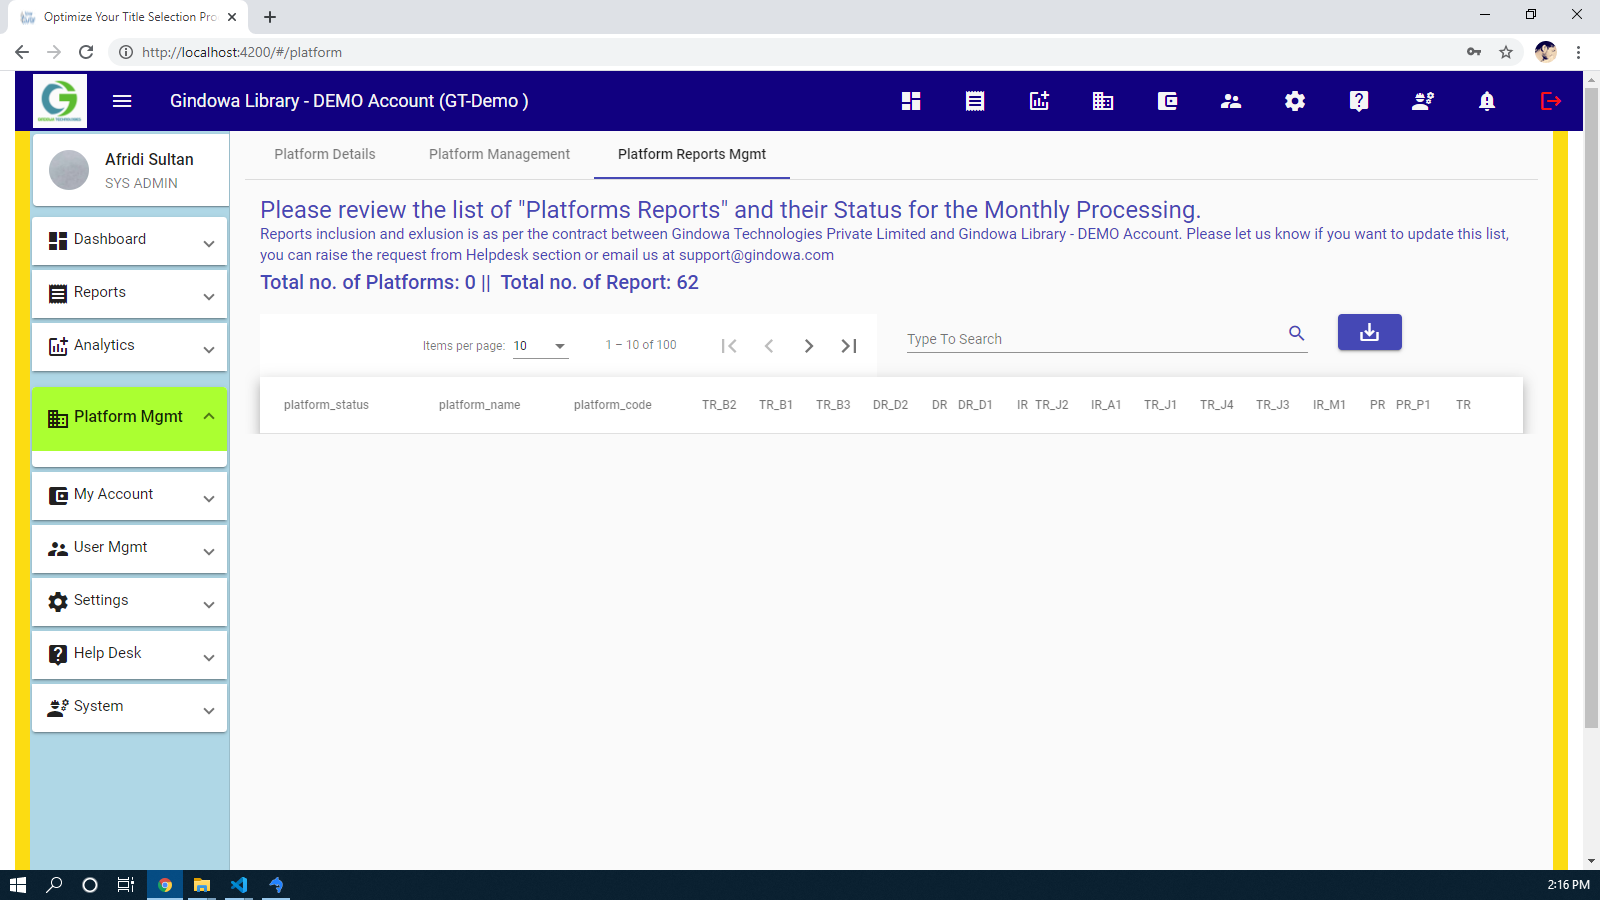 Optimize Your Title Selection Pro
http://localhost:4200/#/platform
Gindowa Library - DEMO Account (GT-Demo )
Afridi Sultan
SYS ADMIN
Dashboard
Reports
Analytics
Platform Mgmt
My Account
User Mgmt
Settings
Help Desk
System
Platform Details Platform Management Platform Reports Mgmt
Please review the list of "Platforms Reports" and their Status for the Monthly Processing.
Reports inclusion and exlusion is as per the contract between Gindowa Technologies Private Limited and Gindowa Library - DEMO Account. Please let us know if you want to update this list,
you can raise the request from Helpdesk section or email us at support@gindowa.com
Total no. of Platforms: 0 || Total no. of Report: 62
Items per page: 10 1 – 10 of 100 Type To Search
platform_status platform_name platform_code TR_B2 TR_B1 TR_B3 DR_D2 DR DR_D1 IR TR_J2 IR_A1 TR_J1 TR_J4 TR_J3 IR_M1 PR PR_P1 TR
2:16 PM